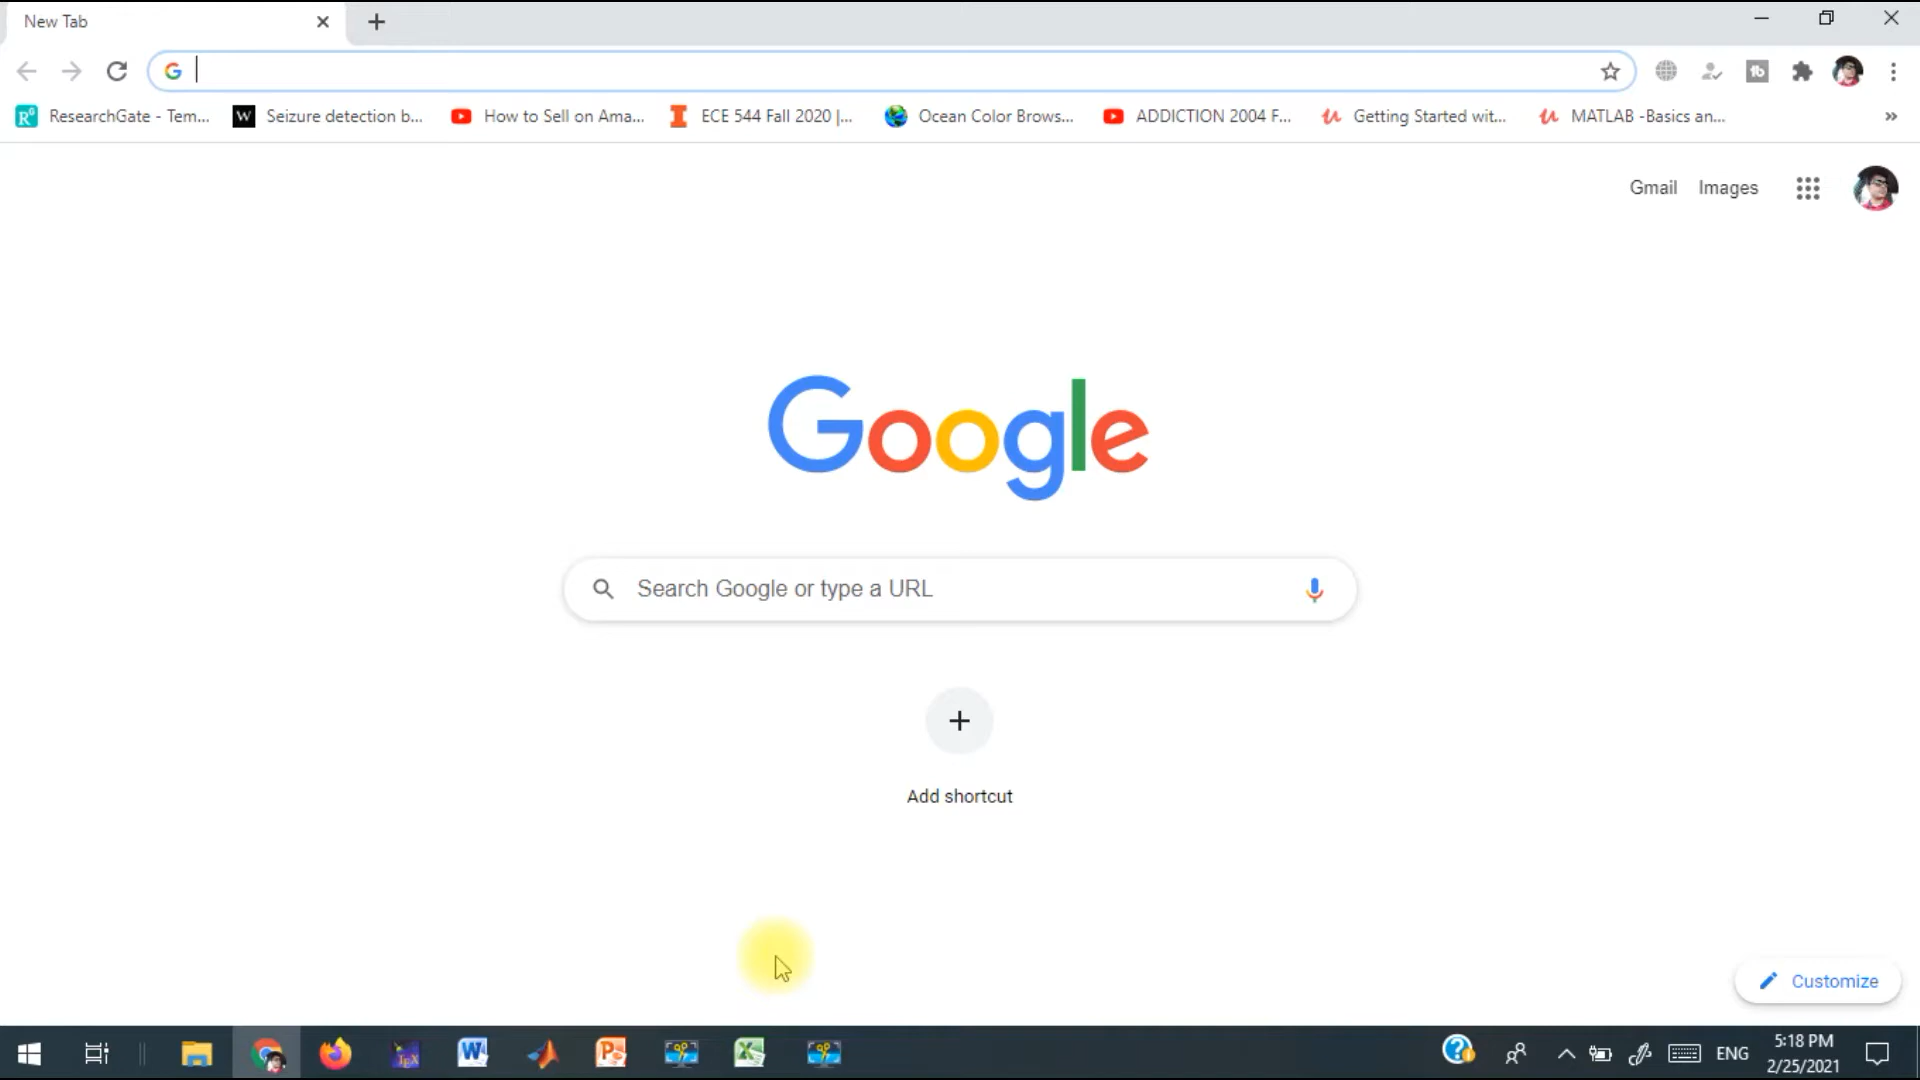 New Tab
ResearchGate - Tem...
Seizure detection b...
How to Sell on Ama...
ECE 544 Fall 2020 |...
Ocean Color Brows...
ADDICTION 2004 F...
Getting Started wit...
MATLAB -Basics an...
Gmail
Images
Google
Search Google or type a URL
Add shortcut
Customize
ENG
5:18 PM
2/25/2021